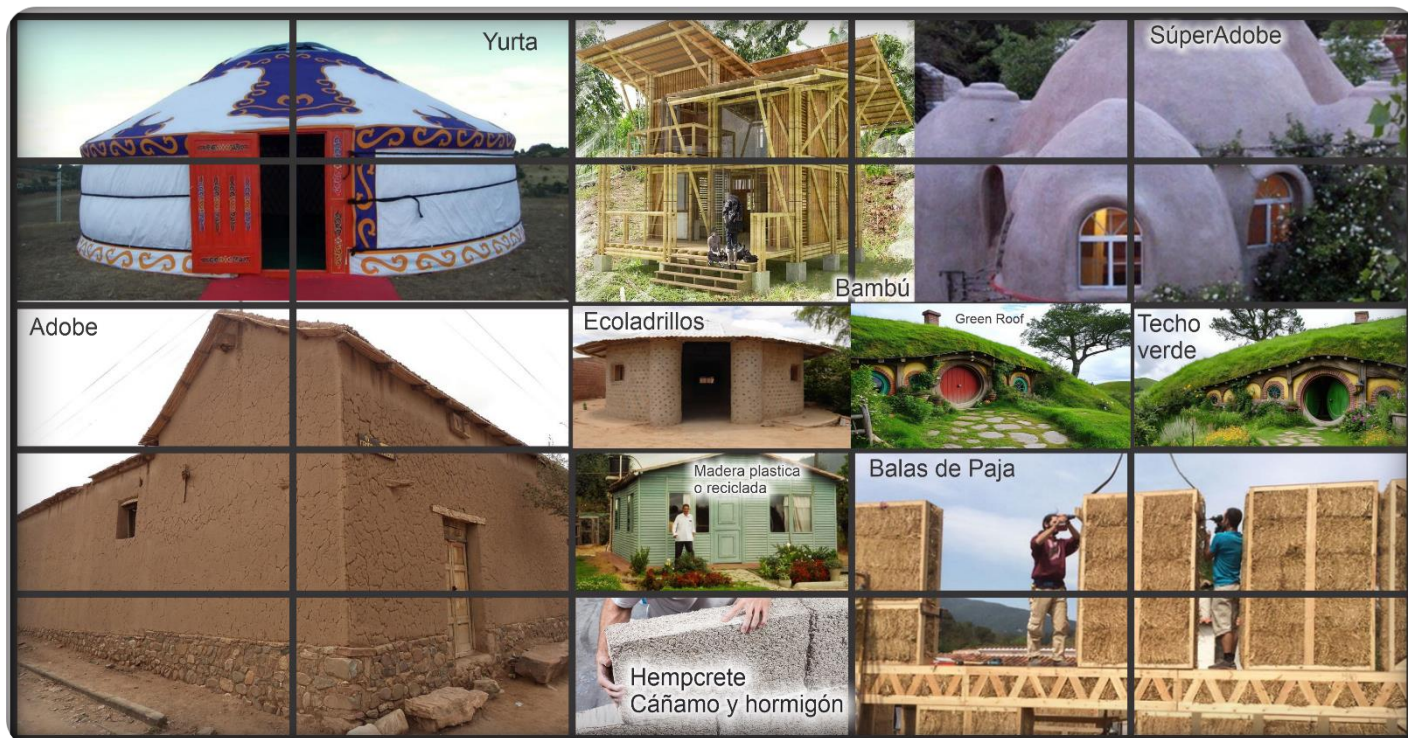 Yurta
SúperAdobe
Bambú
Adobe
Ecoladrillos
Green Roof
Techo
verde
Madera plastica
o reciclada
Balas de Paja
Hempcrete
Cáñamo y hormigón